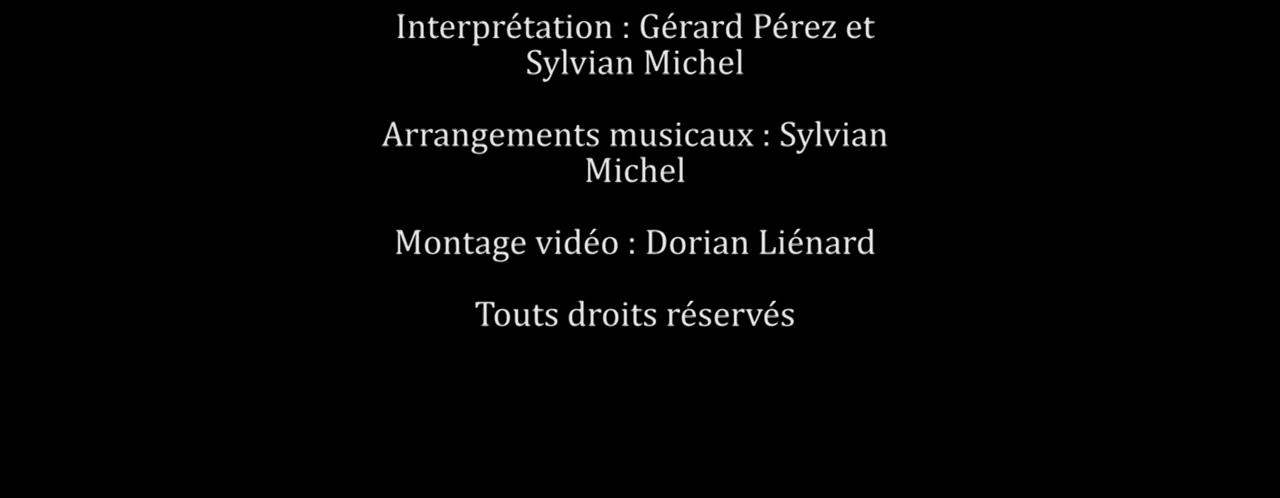 Interprétation : Gérard Pérez et
Sylvian Michel
Arrangements musicaux : Sylvian
Michel
Montage vidéo : Dorian Liénard
Touts droits réservés